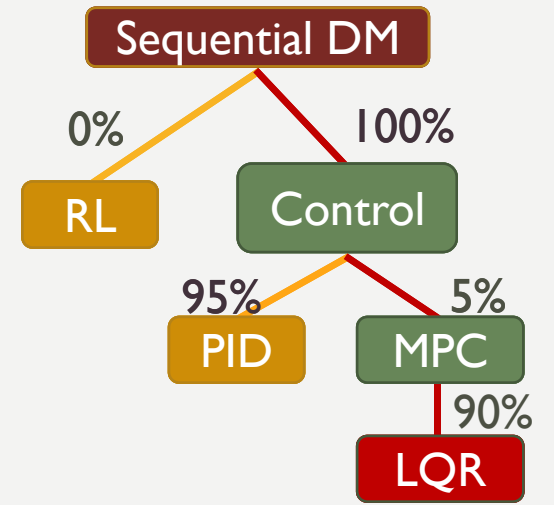 Sequential DM
0%
100%
RL
Control
95%
5%
PID
MPC
90%
LQR